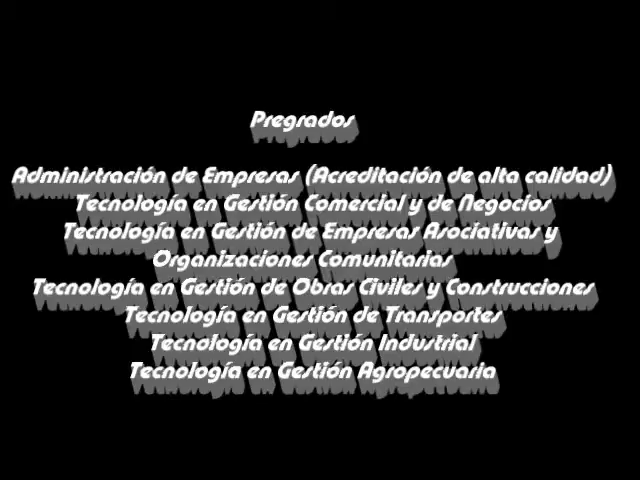 Pregrados
Administración de Empresas (Acreditación de alta calidad)
Tecnología en Gestión Comercial y de Negocios
Tecnología en Gestión de Empresas Asociativas y
Organizaciones Comunitarias
Tecnología en Gestión de Obras Civiles y Construcciones
Tecnología en Gestión de Transportes
Tecnología en Gestión Industrial
Tecnología en Gestión Agropecuaria